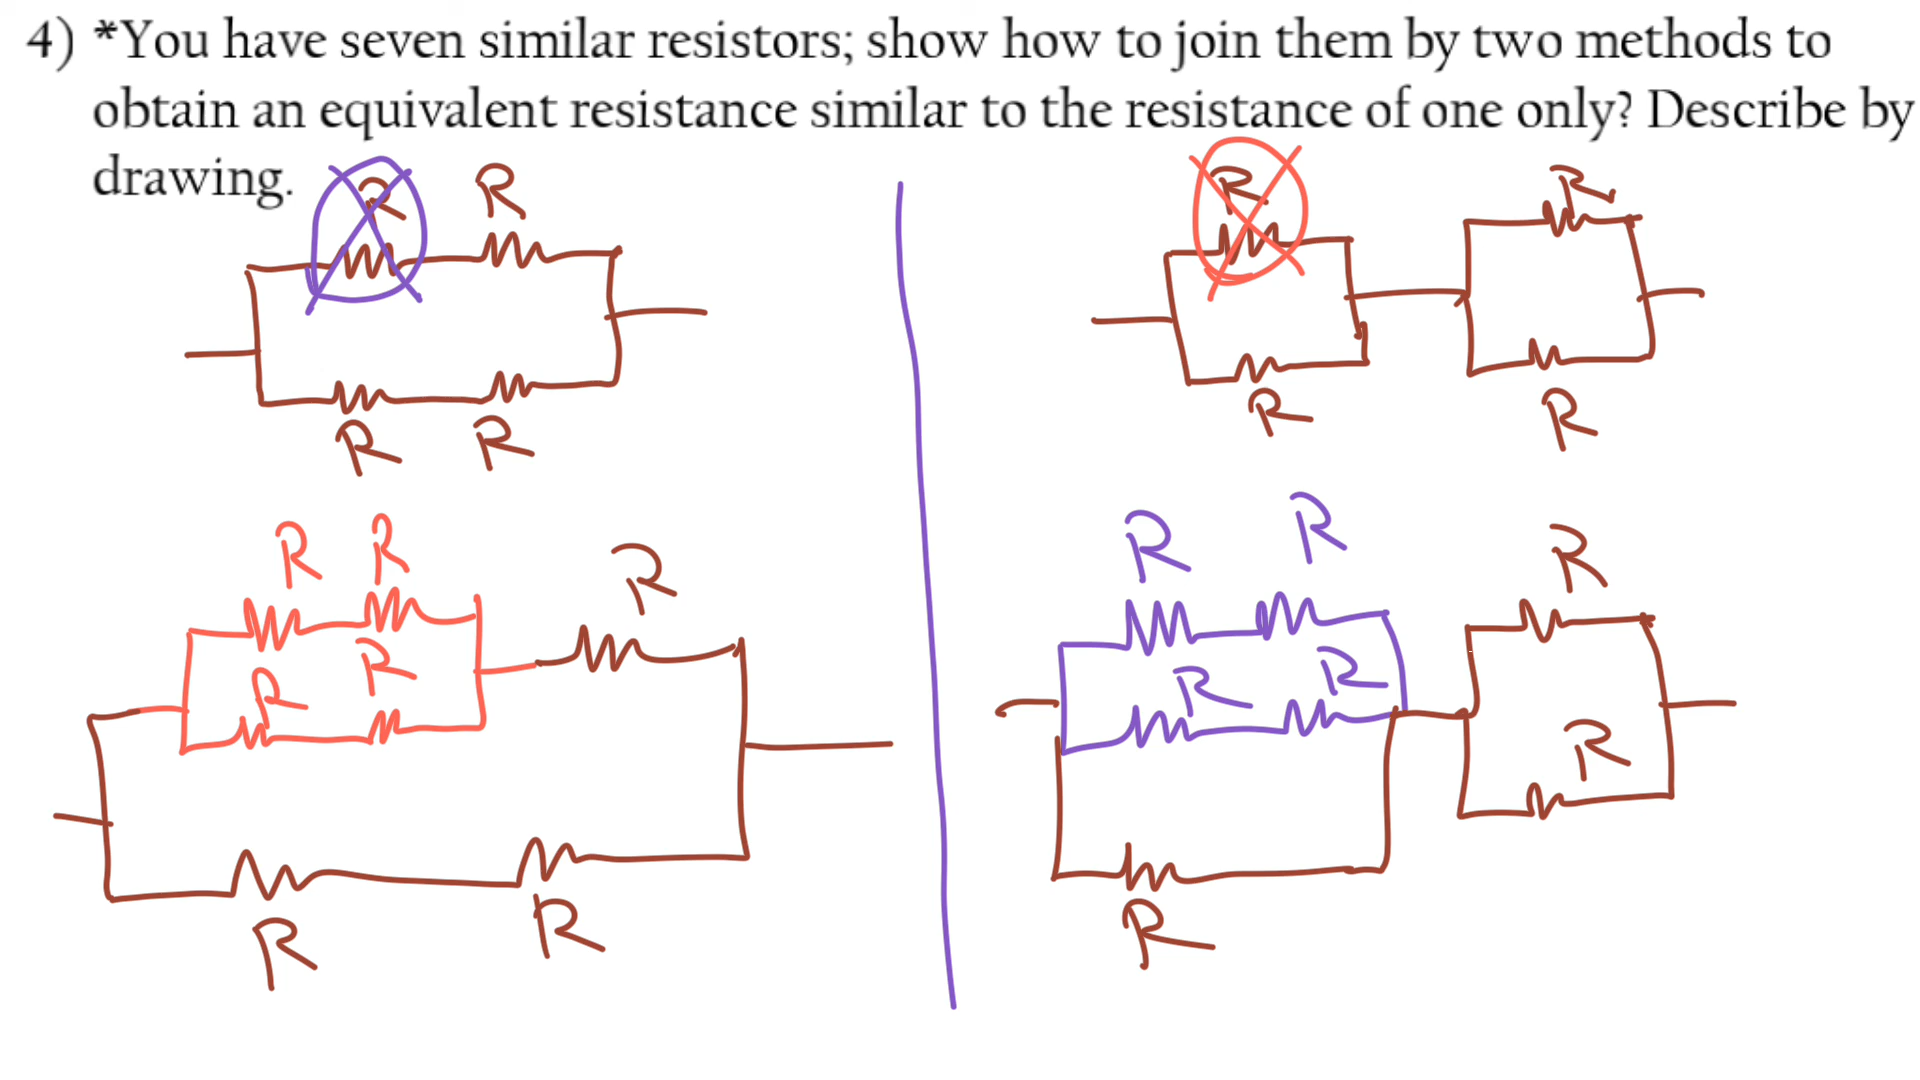 4) *You have seven similar resistors; show how to join them by two methods to
obtain an equivalent resistance similar to the resistance of one only? Describe by
drawing.
R R R R
R R R R
R R R R R R R
R R R R R R R